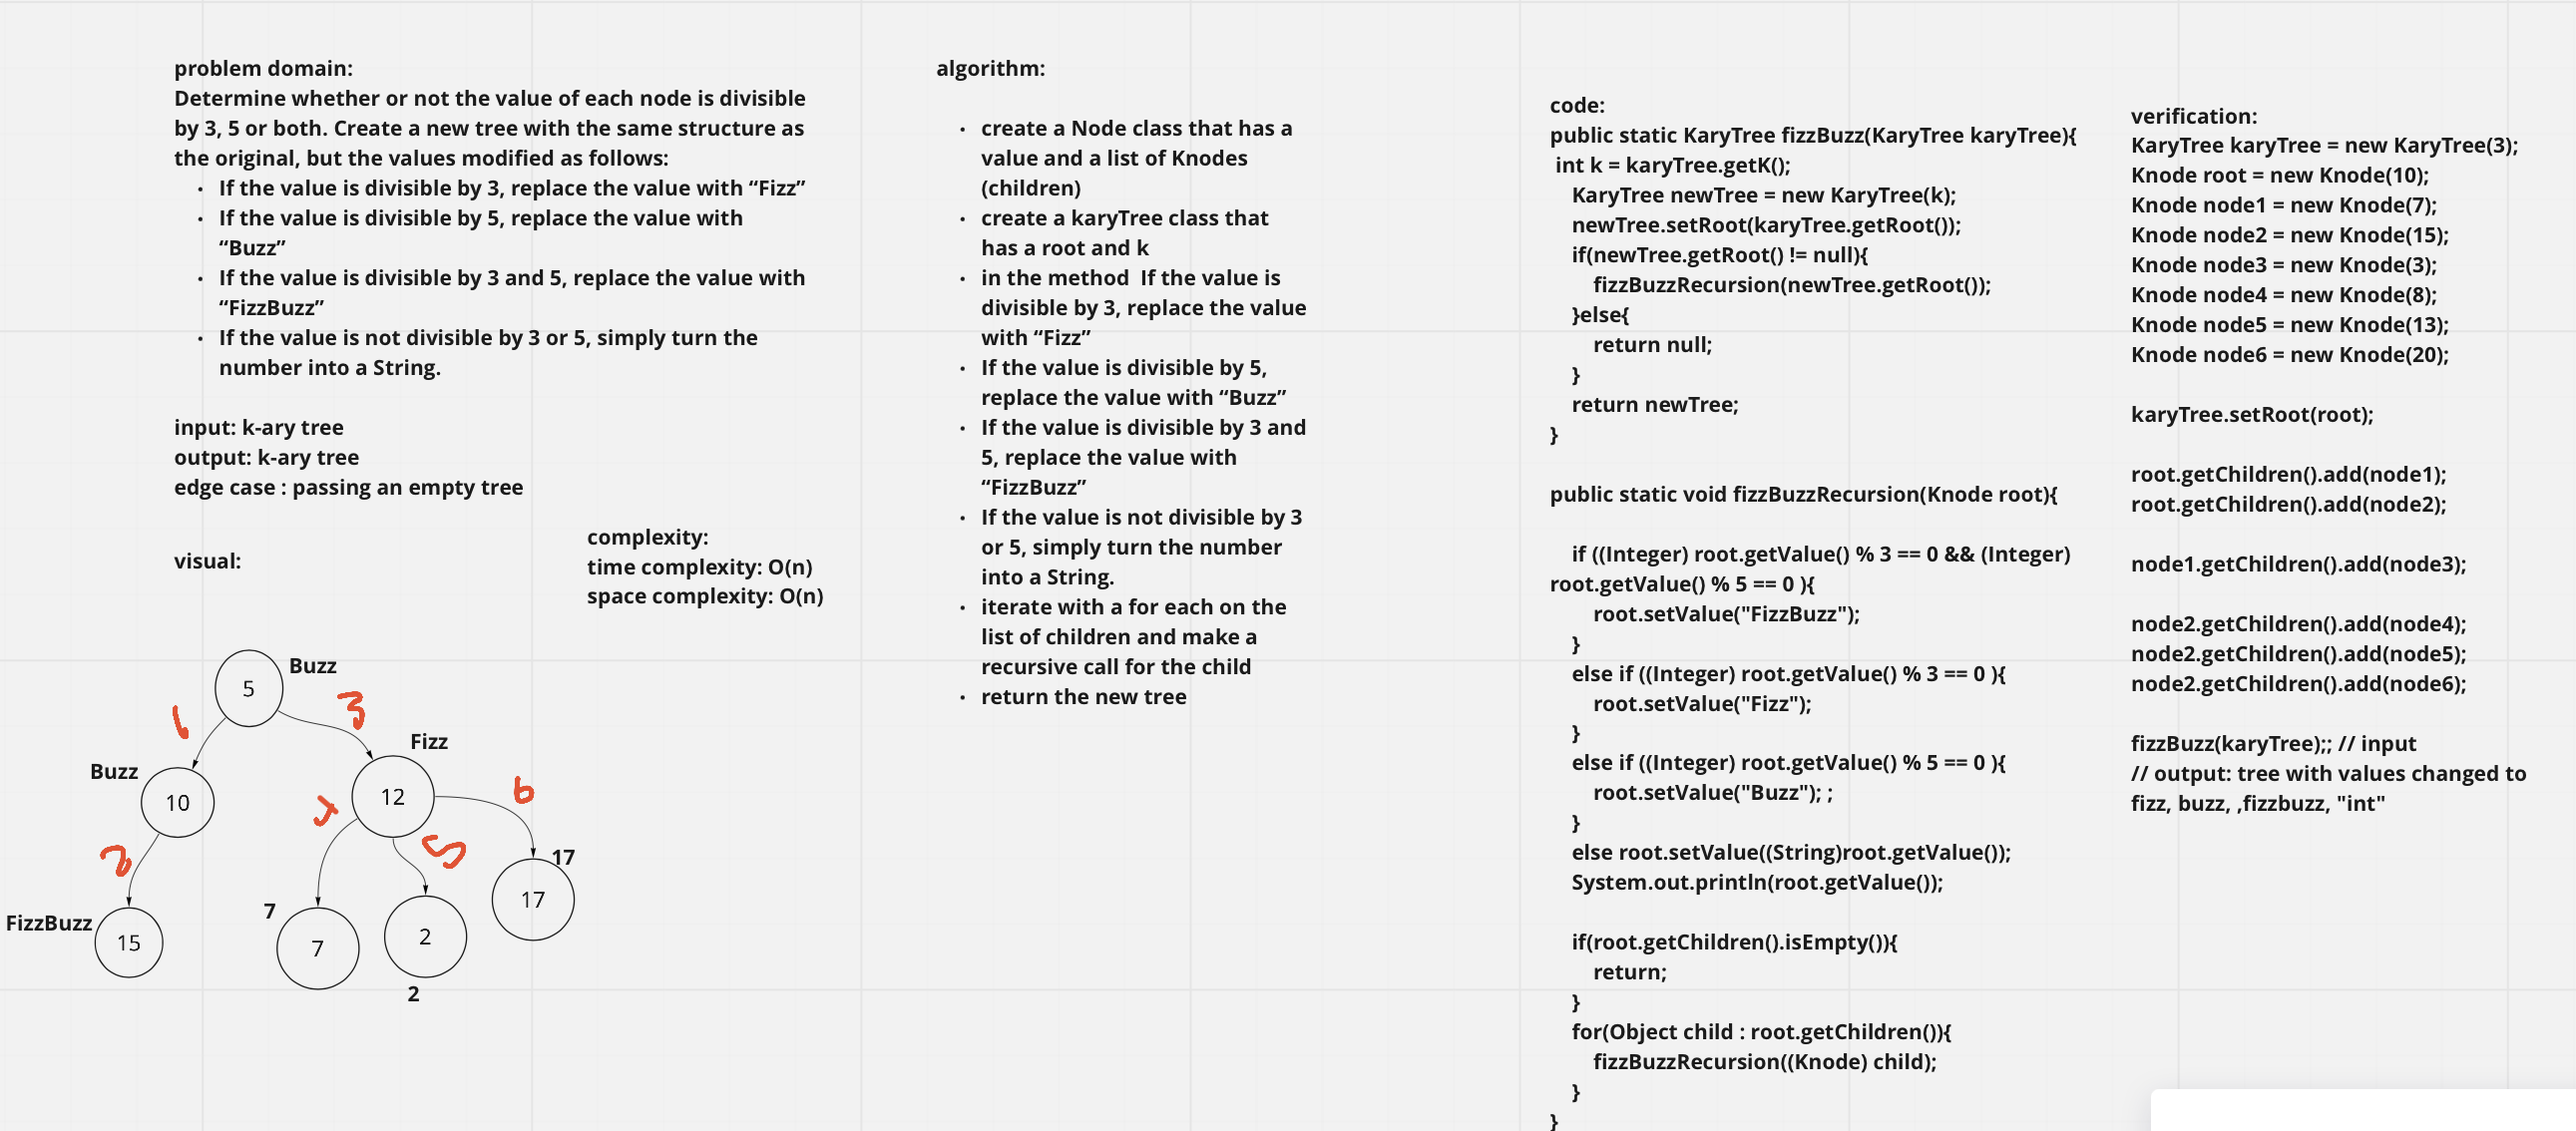 problem domain:
Determine whether or not the value of each node is divisible
by 3, 5 or both. Create a new tree with the same structure as
the original, but the values modified as follows:
• If the value is divisible by 3, replace the value with “Fizz”
• If the value is divisible by 5, replace the value with
“Buzz”
• If the value is divisible by 3 and 5, replace the value with
“FizzBuzz”
• If the value is not divisible by 3 or 5, simply turn the
number into a String.
input: k-ary tree
output: k-ary tree
edge case : passing an empty tree
visual:
complexity:
time complexity: O(n)
space complexity: O(n)
5
Buzz
1
3
Fizz
Buzz
10
12
6
2
5
17
17
7
FizzBuzz
15
7
2
2
algorithm:
• create a Node class that has a
value and a list of Knodes
(children)
• create a karyTree class that
has a root and k
• in the method  If the value is
divisible by 3, replace the value
with “Fizz”
• If the value is divisible by 5,
replace the value with “Buzz”
• If the value is divisible by 3 and
5, replace the value with
“FizzBuzz”
• If the value is not divisible by 3
or 5, simply turn the number
into a String.
• iterate with a for each on the
list of children and make a
recursive call for the child
• return the new tree
code:
public static KaryTree fizzBuzz(KaryTree karyTree){
int k = karyTree.getK();
KaryTree newTree = new KaryTree(k);
newTree.setRoot(karyTree.getRoot());
if(newTree.getRoot() != null){
fizzBuzzRecursion(newTree.getRoot());
}else{
return null;
}
return newTree;
}
public static void fizzBuzzRecursion(Knode root){
if ((Integer) root.getValue() % 3 == 0 && (Integer)
root.getValue() % 5 == 0 ){
root.setValue("FizzBuzz");
}
else if ((Integer) root.getValue() % 3 == 0 ){
root.setValue("Fizz");
}
else if ((Integer) root.getValue() % 5 == 0 ){
root.setValue("Buzz"); ;
}
else root.setValue((String)root.getValue());
System.out.println(root.getValue());
if(root.getChildren().isEmpty()){
return;
}
for(Object child : root.getChildren()){
fizzBuzzRecursion((Knode) child);
}
}
verification:
KaryTree karyTree = new KaryTree(3);
Knode root = new Knode(10);
Knode node1 = new Knode(7);
Knode node2 = new Knode(15);
Knode node3 = new Knode(3);
Knode node4 = new Knode(8);
Knode node5 = new Knode(13);
Knode node6 = new Knode(20);
karyTree.setRoot(root);
root.getChildren().add(node1);
root.getChildren().add(node2);
node1.getChildren().add(node3);
node2.getChildren().add(node4);
node2.getChildren().add(node5);
node2.getChildren().add(node6);
fizzBuzz(karyTree);; // input
// output: tree with values changed to
fizz, buzz, ,fizzbuzz, "int"